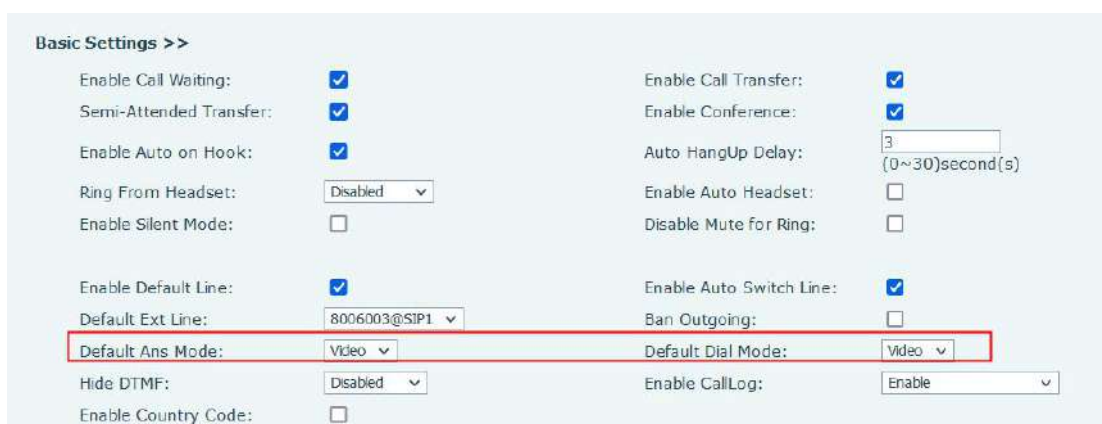 Basic Settings >>
Enable Call Waiting: Enable Call Transfer:
Semi-Attended Transfer: Enable Conference:
Enable Auto on Hook: Auto HangUp Delay: 3
(0~30)second(s)
Ring From Headset: Disabled Enable Auto Headset:
Enable Silent Mode: Disable Mute for Ring:
Enable Default Line: Enable Auto Switch Line:
Default Ext Line: 8006003@SIP1 Ban Outgoing:
Default Ans Mode: Video Default Dial Mode: Video
Hide DTMF: Disabled Enable CallLog: Enable
Enable Country Code: